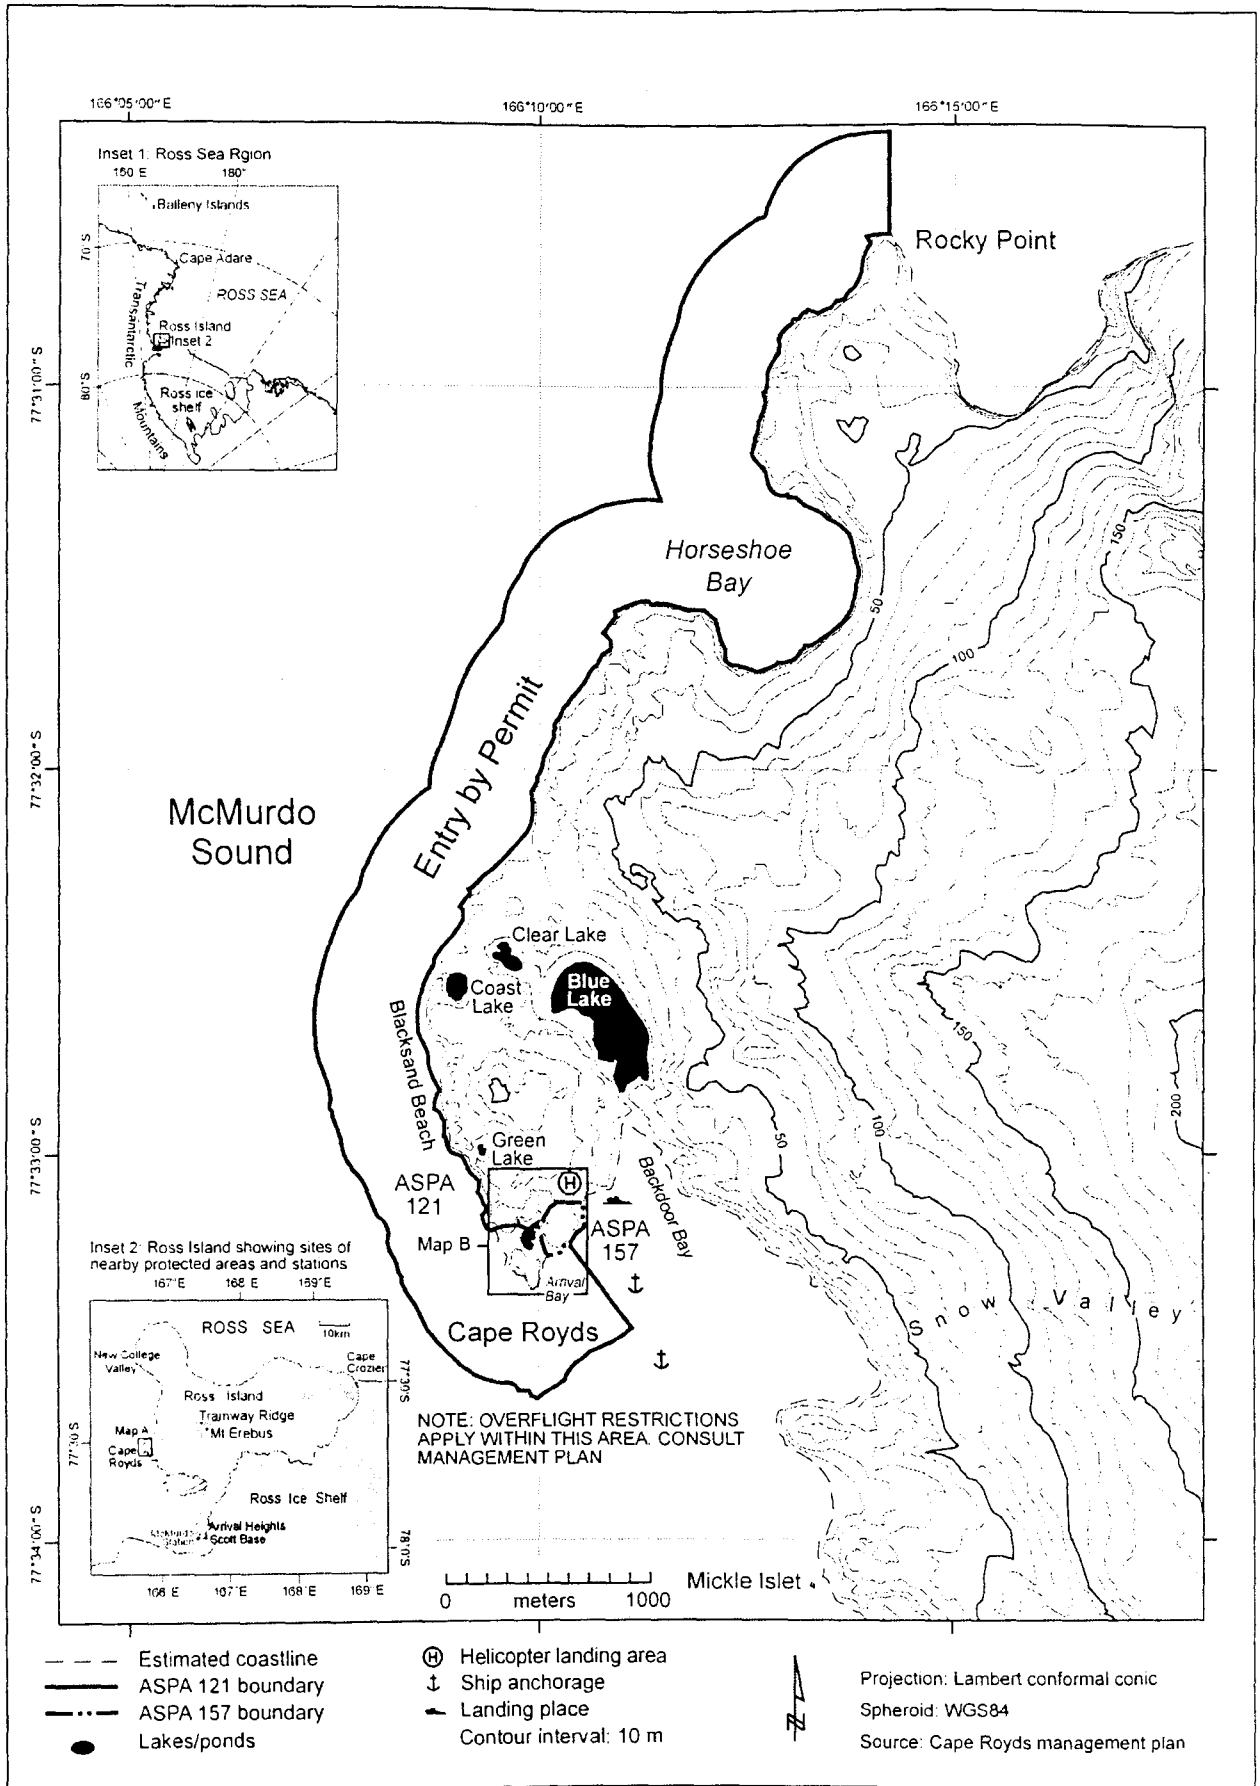 166°05'00"E
166°10'00"E
166°15'00"E
Inset 1: Ross Sea Rgion
180°
Balleny Islands
70°S
Cape Adare
ROSS SEA
Transantarctic
Mountains
Ross Island
Inset 2
80°S
Ross Ice
shelf
Rocky Point
77°31'00"S
Horseshoe
Bay
150
50
100
77°32'00"S
Entry by Permit
McMurdo
Sound
Clear Lake
Coast
Lake
Blue
Lake
Blacksand Beach
150
200
50
100
Green
Lake
77°33'00"S
H
ASPA
121
Backdoor Bay
ASPA
157
Map B
Arrival
Bay
Snow Valley
Cape Royds
Inset 2: Ross Island showing sites of
nearby protected areas and stations
167°E
168°E
169°E
ROSS SEA
10km
New College
Valley
Cape
Crozier
77°30'S
Ross Island
Tramway Ridge
Mt Erebus
Map A
Cape
Royds
77°30'S
Ross Ice Shelf
Arrival Heights
Scott Base
McMurdo
Station
78°0'S
166°E
167°E
168°E
169°E
NOTE: OVERFLIGHT RESTRICTIONS
APPLY WITHIN THIS AREA. CONSULT
MANAGEMENT PLAN
77°34'00"S
0 meters 1000
Mickle Islet
Estimated coastline
ASPA 121 boundary
ASPA 157 boundary
Lakes/ponds
H Helicopter landing area
Ship anchorage
Landing place
Contour interval: 10 m
N
Projection: Lambert conformal conic
Spheroid: WGS84
Source: Cape Royds management plan